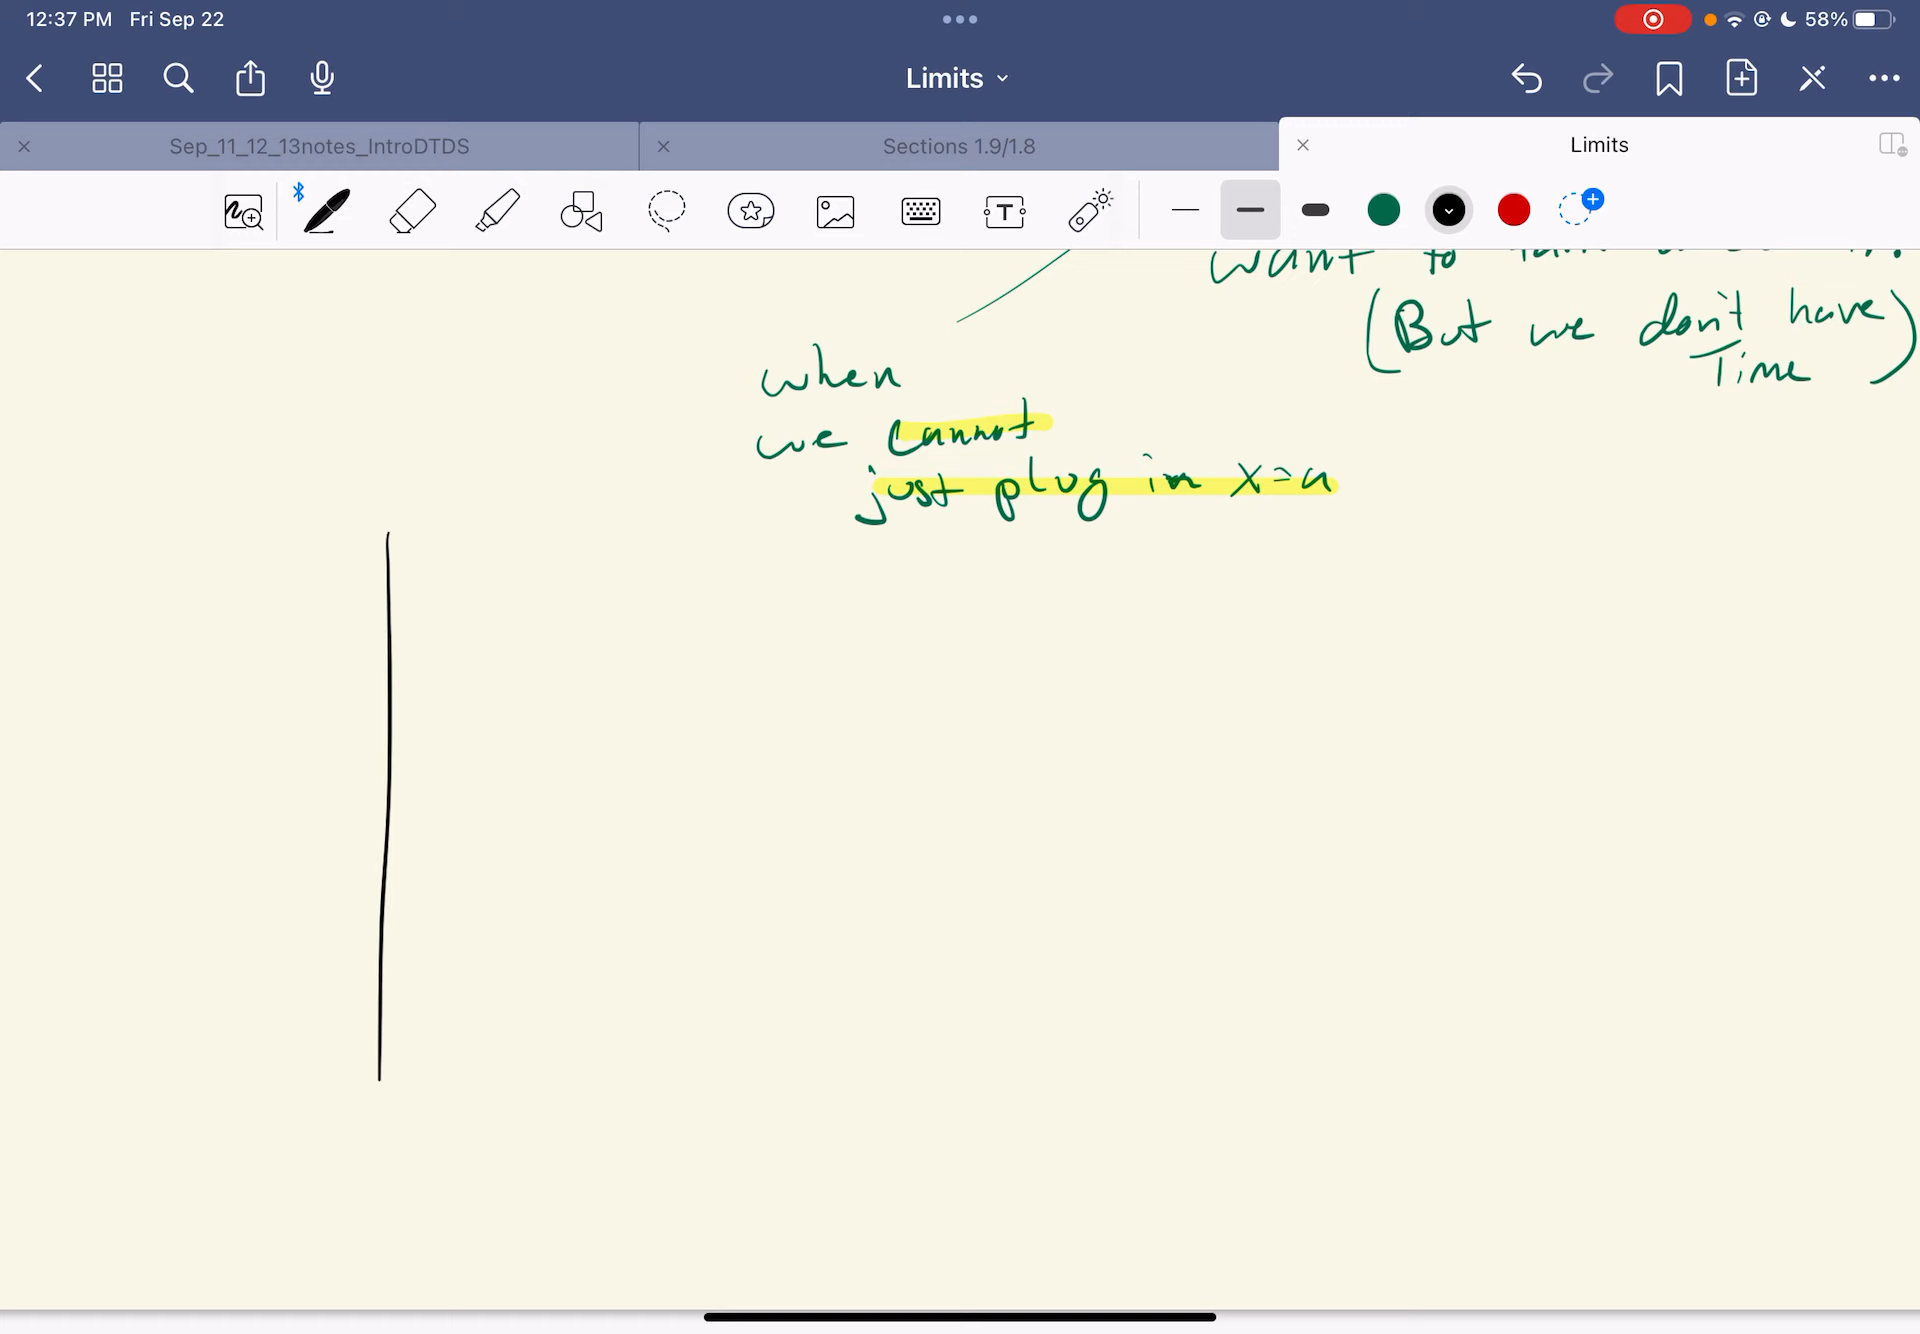 12:37 PM Fri Sep 22
58%
Limits
Sep_11_12_13notes_IntroDTDS
Sections 1.9/1.8
Limits
T
want to
(But we don't have
Time)
when
we cannot
just plug in x=a